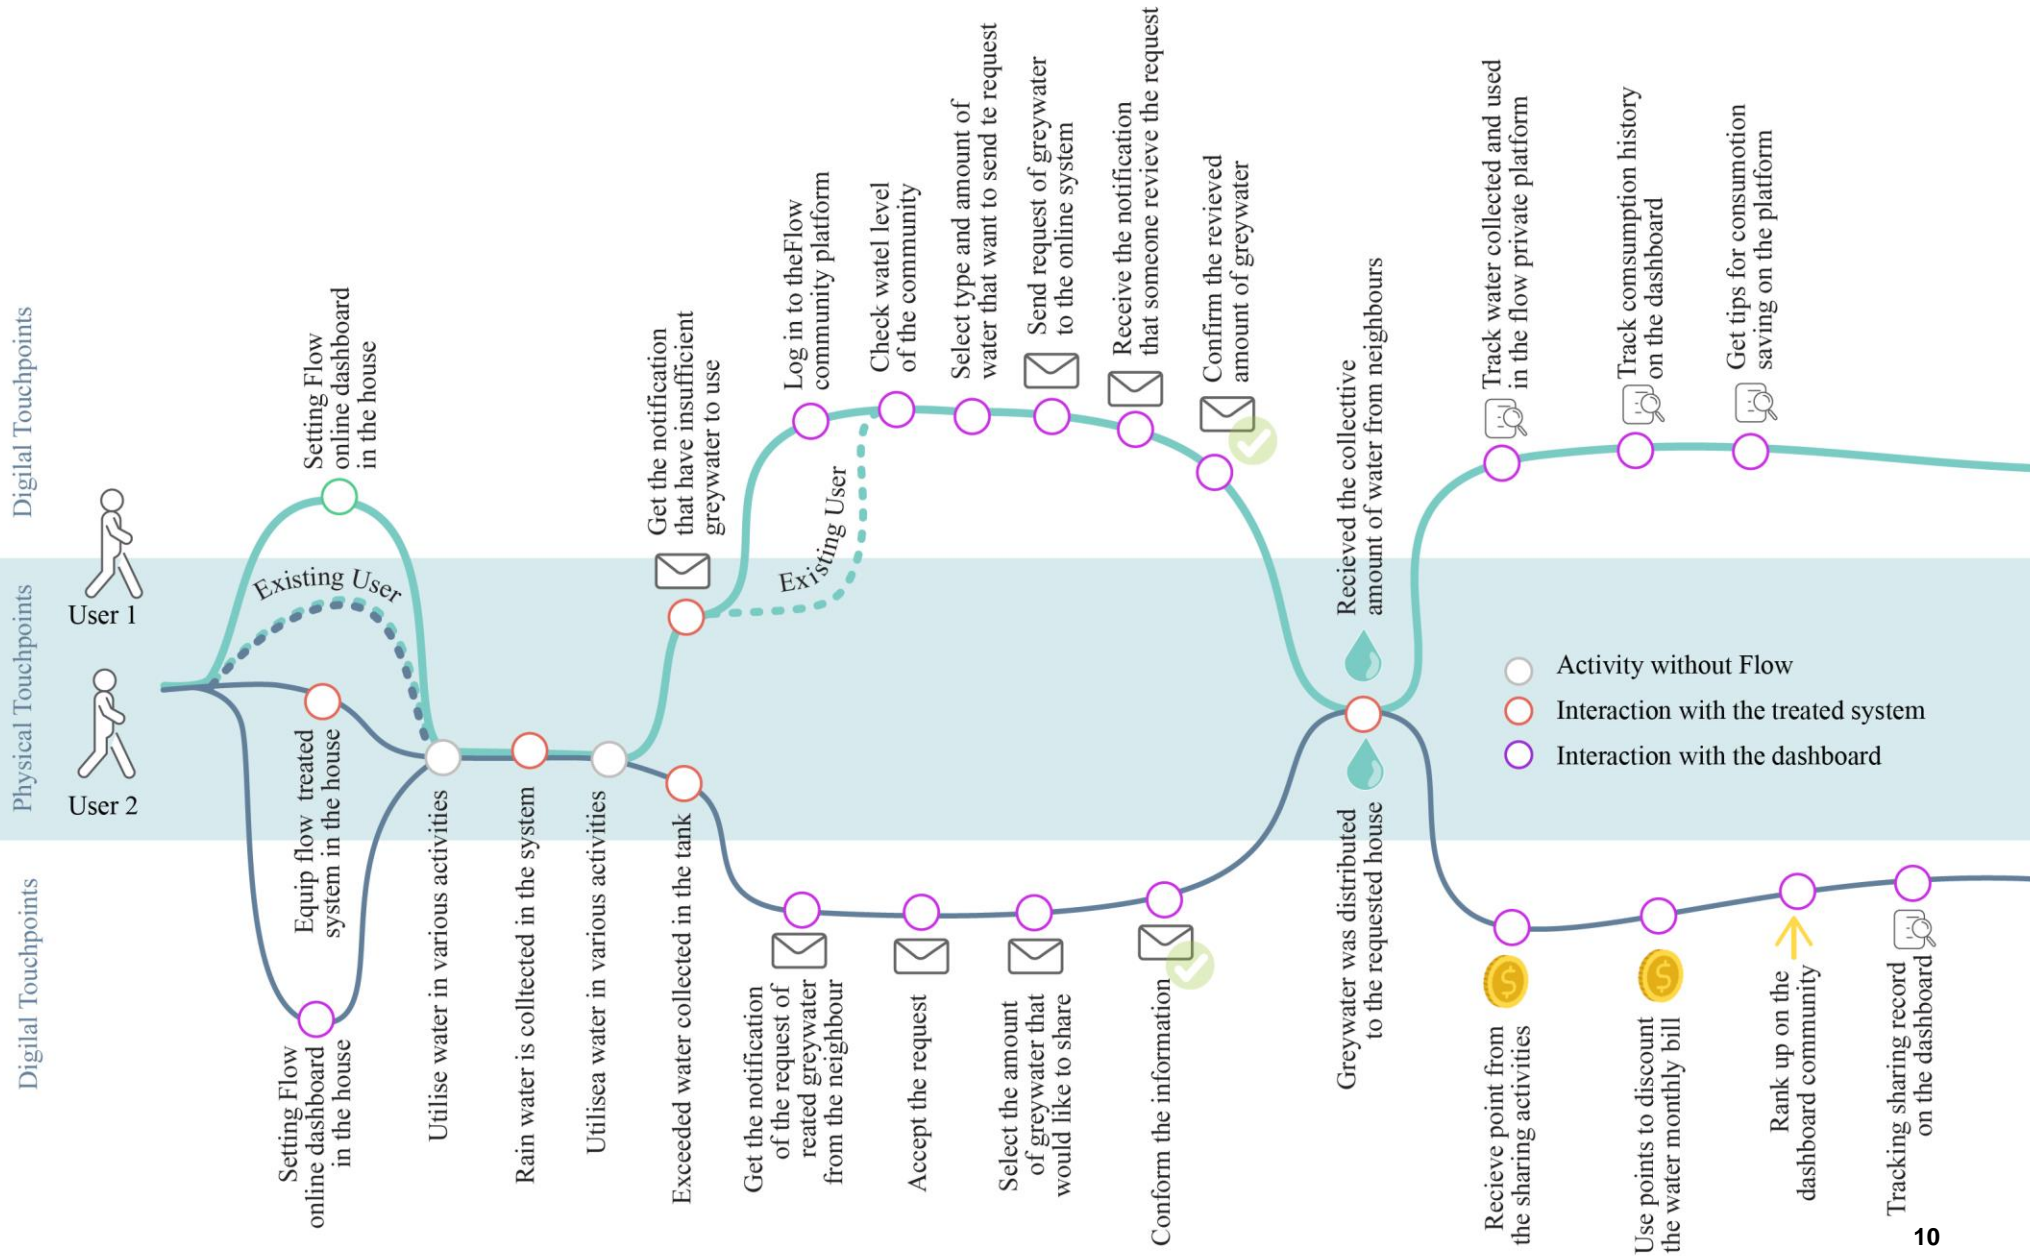 Digilal Touchpoints
Physical Touchpoints
Digilal Touchpoints
User 1
User 2
Setting Flow
online dashboard
in the house
Existing User
Equip flow treated
system in the house
Setting Flow
online dashboard
in the house
Utilise water in various activities
Rain water is colltected in the system
Utilisea water in various activities
Get the notification
that have insufficient
greywater to use
Exceeded water collected in the tank
Existing User
Log in to theFlow
community platform
Check watel level
of the community
Select type and amount of
water that want to send te request
Send request of greywater
to the online system
Receive the notification
that someone revieve the request
Confirm the revieved
amount of greywater
Get the notification
of the request of
reated greywater
from the neighbour
Accept the request
Select the amount
of greywater that
would like to share
Conform the information
Recieved the collective
amount of water from neighbours
Greywater was distributed
to the requested house
Track water collected and used
in the flow private platform
Track comsumption history
on the dashboard
Get tips for consumotion
saving on the platform
Activity without Flow
Interaction with the treated system
Interaction with the dashboard
Recieve point from
the sharing activities
Use points to discount
the water monthly bill
Rank up on the
dashboard community
Tracking sharing record
on the dashboard
10